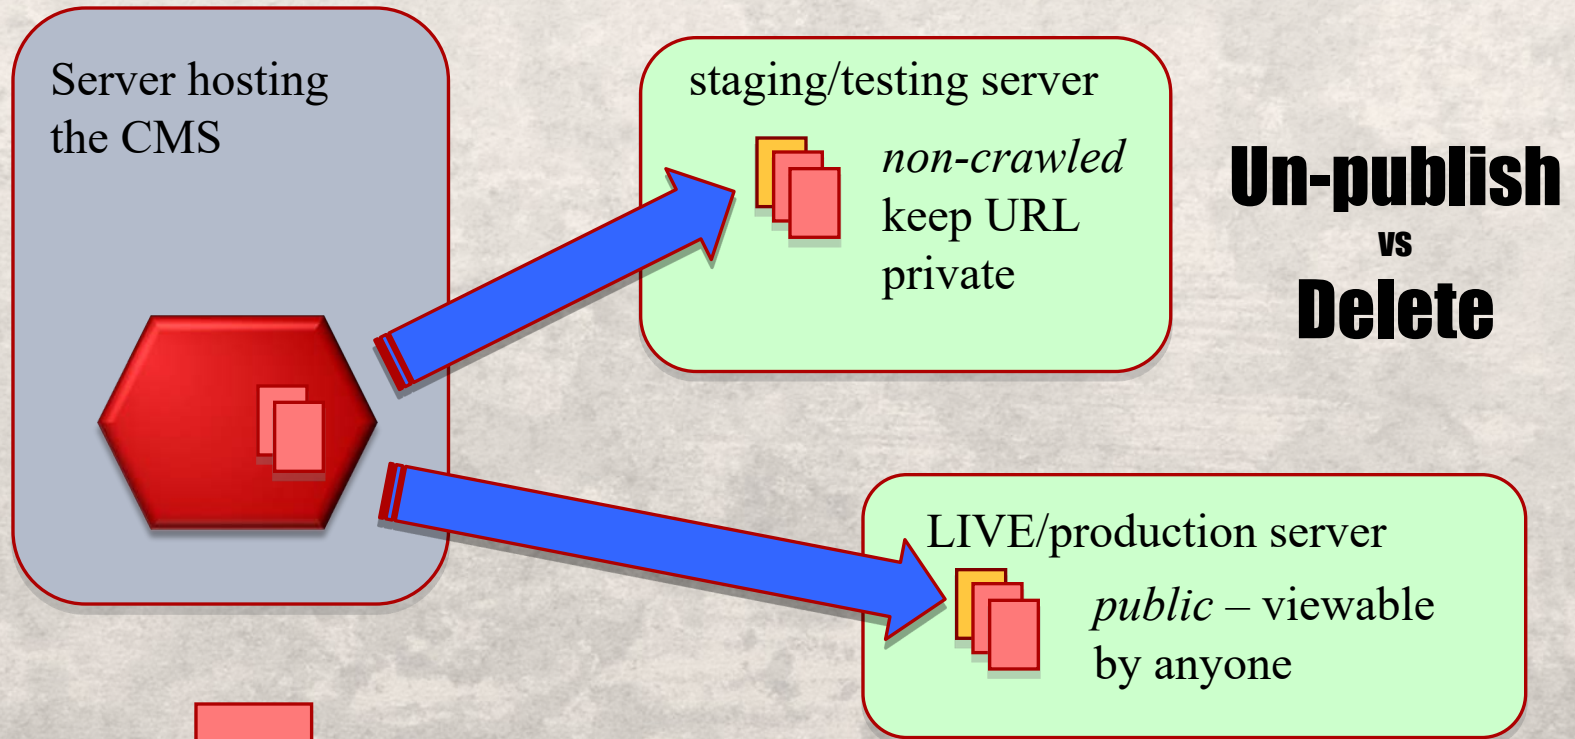 Server hosting
the CMS
staging/testing server
non-crawled
keep URL
private
Un-publish
vs
Delete
LIVE/production server
public – viewable
by anyone